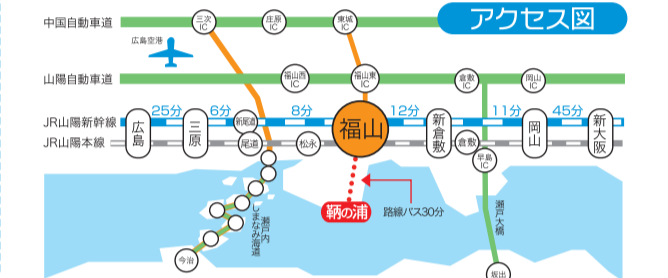 アクセス図
中国自動車道
三次IC
庄原IC
東城IC
広島空港
山陽自動車道
福山西IC
福山東IC
倉敷IC
岡山IC
JR山陽新幹線
25分
6分
8分
12分
11分
45分
広島
三原
新尾道
福山
新倉敷
岡山
新大阪
JR山陽本線
尾道
松永
倉敷
早島IC
鞆の浦
路線バス30分
瀬戸内しまなみ海道
瀬戸大橋
今治
坂出